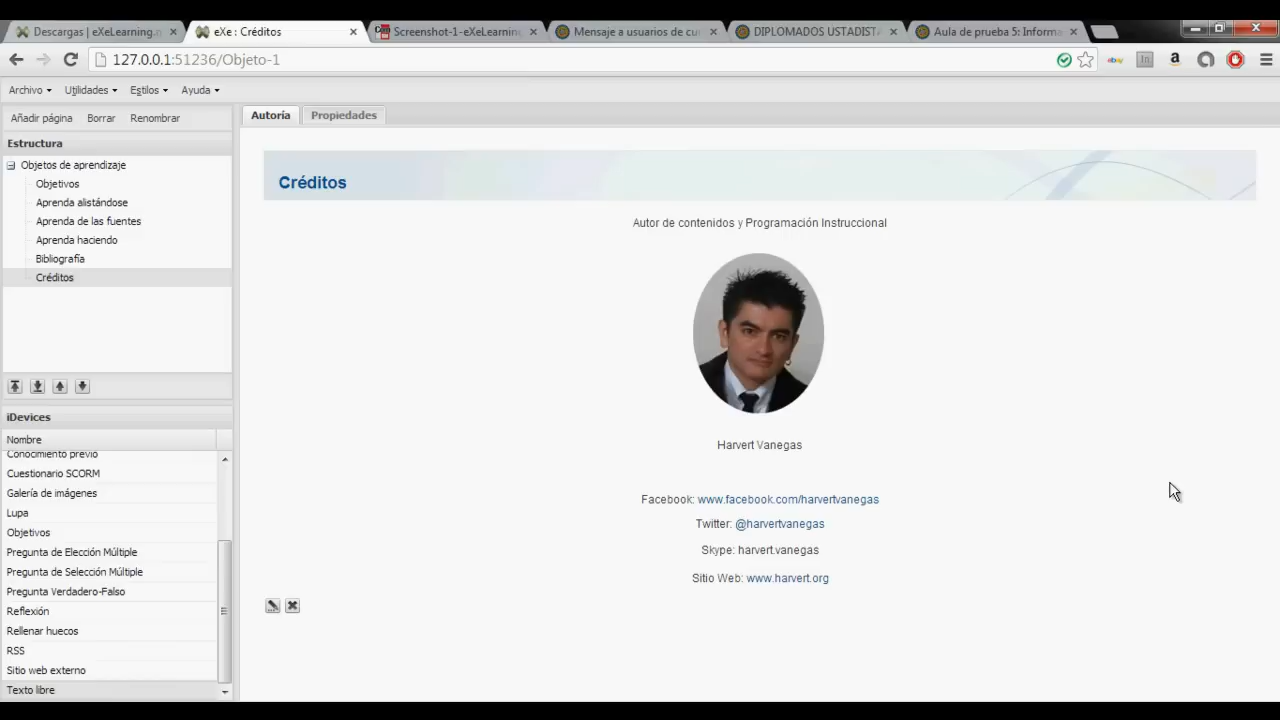 Descargas | eXeLearning.n
eXe : Créditos
Screenshot-1-eXeLearnin
Mensaje a usuarios de cu
DIPLOMADOS USTADISTA
Aula de prueba 5: Informa
127.0.0.1:51236/Objeto-1
ebay
In
a
Archivo
Utilidades
Estilos
Ayuda
Añadir página
Borrar
Renombrar
Autoría
Propiedades
Estructura
Objetos de aprendizaje
Objetivos
Aprenda alistándose
Aprenda de las fuentes
Aprenda haciendo
Bibliografía
Créditos
iDevices
Nombre
Conocimiento previo
Cuestionario SCORM
Galería de imágenes
Lupa
Objetivos
Pregunta de Elección Múltiple
Pregunta de Selección Múltiple
Pregunta Verdadero-Falso
Reflexión
Rellenar huecos
RSS
Sitio web externo
Texto libre
Créditos
Autor de contenidos y Programación Instruccional
Harvert Vanegas
Facebook: www.facebook.com/harvertvanegas
Twitter: @harvertvanegas
Skype: harvert.vanegas
Sitio Web: www.harvert.org